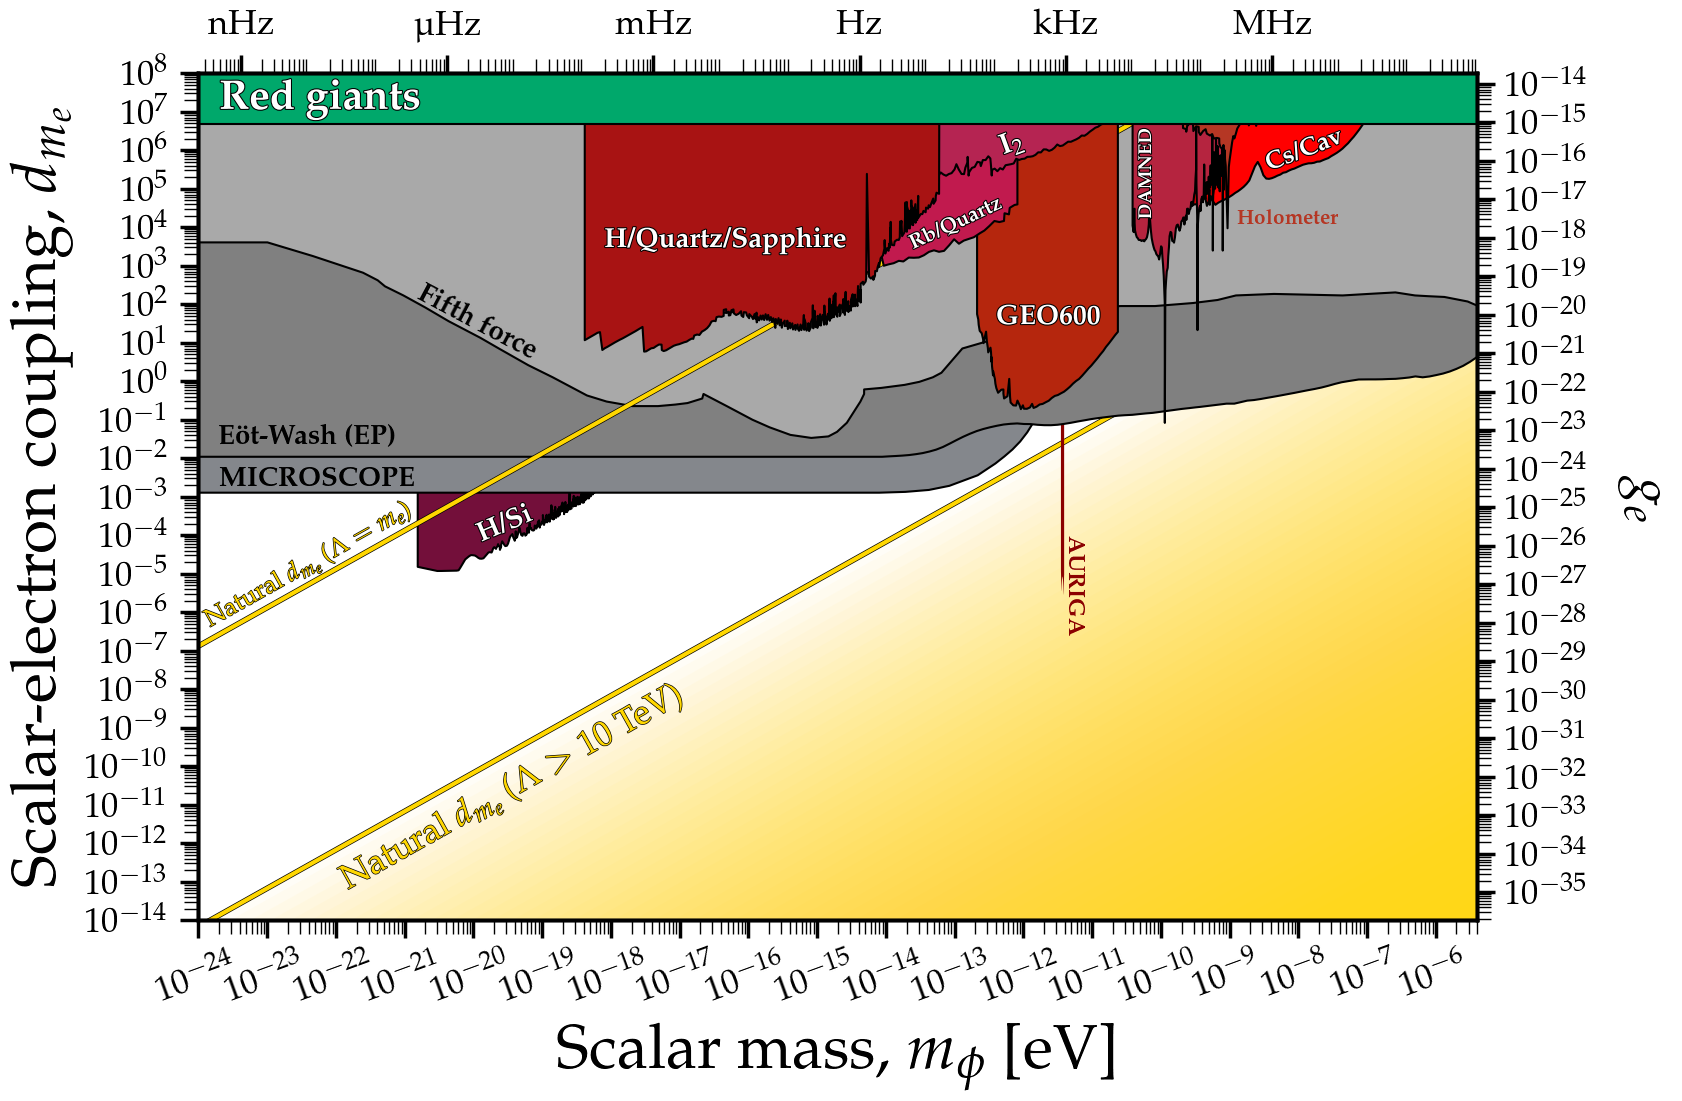 nHz μHz mHz Hz kHz MHz
Scalar-electron coupling, d_{m_e}
10^8
10^7
10^6
10^5
10^4
10^3
10^2
10^1
10^0
10^{−1}
10^{−2}
10^{−3}
10^{−4}
10^{−5}
10^{−6}
10^{−7}
10^{−8}
10^{−9}
10^{−10}
10^{−11}
10^{−12}
10^{−13}
10^{−14}
Red giants
I_2
DAMNED
Cs/Cav
Rb/Quartz
Holometer
H/Quartz/Sapphire
Fifth force
GEO600
Eöt-Wash (EP)
MICROSCOPE
H/Si
Natural d_{m_e} (Λ = m_e)
AURIGA
Natural d_{m_e} (Λ > 10 TeV)
10^{−14}
10^{−15}
10^{−16}
10^{−17}
10^{−18}
10^{−19}
10^{−20}
10^{−21}
10^{−22}
10^{−23}
10^{−24}
10^{−25}
10^{−26}
10^{−27}
10^{−28}
10^{−29}
10^{−30}
10^{−31}
10^{−32}
10^{−33}
10^{−34}
10^{−35}
g_e
10^{−24} 10^{−23} 10^{−22} 10^{−21} 10^{−20} 10^{−19} 10^{−18} 10^{−17} 10^{−16} 10^{−15} 10^{−14} 10^{−13} 10^{−12} 10^{−11} 10^{−10} 10^{−9} 10^{−8} 10^{−7} 10^{−6}
Scalar mass, m_ϕ [eV]